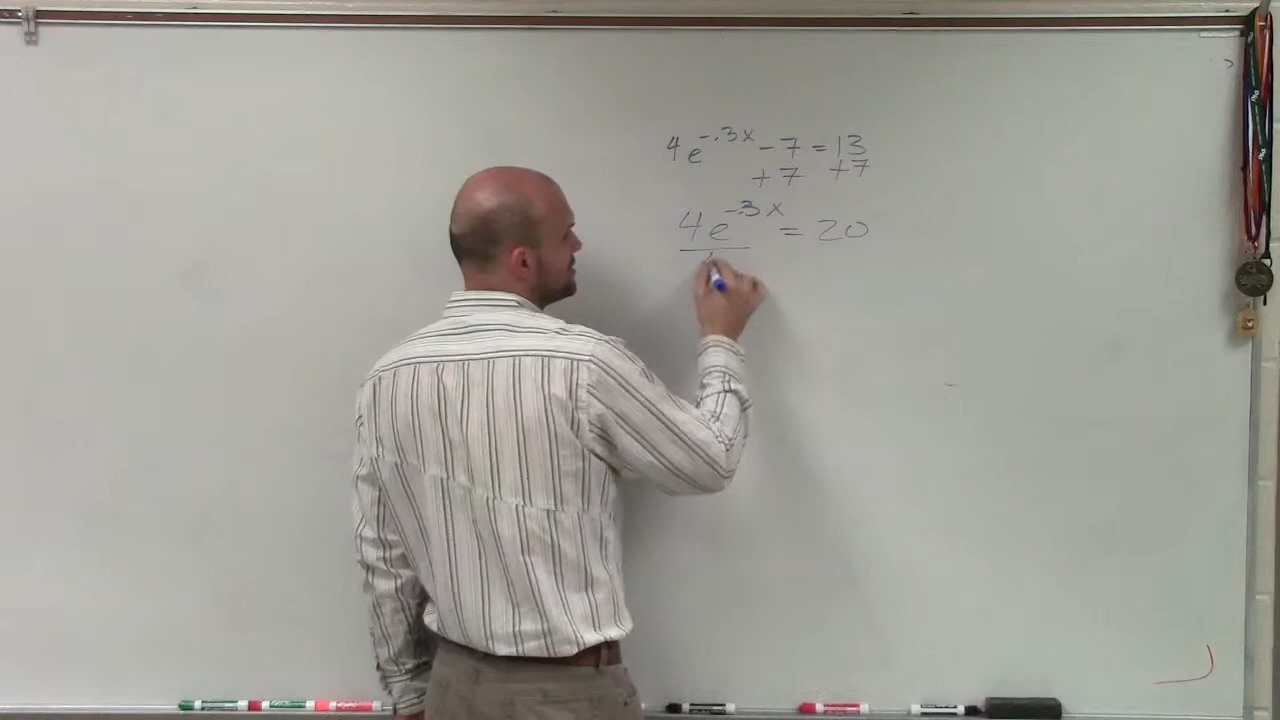 4e^-.3x - 7 = 13
+7 +7
4e^-.3x = 20